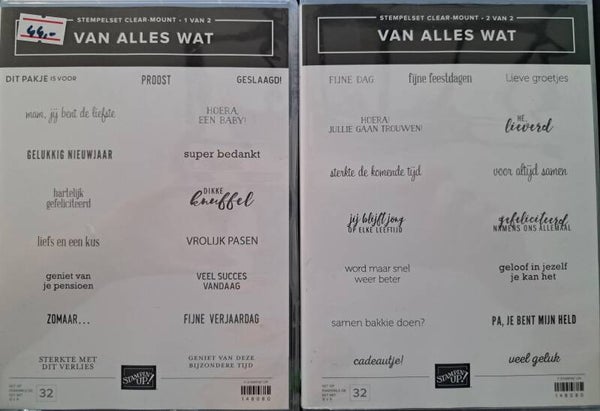 44,-
STEMPELSET CLEAR-MOUNT • 1 VAN 2
VAN ALLES WAT
DIT PAKJE IS VOOR
PROOST
GESLAAGD!
mam, jij bent de liefste
HOERA,
EEN BABY!
GELUKKIG NIEUWJAAR
super bedankt
hartelijk
gefeliciteerd
DIKKE
knuffel
liefs en een kus
VROLIJK PASEN
geniet van
je pensioen
VEEL SUCCES
VANDAAG
ZOMAAR...
FIJNE VERJAARDAG
STERKTE MET
DIT VERLIES
GENIET VAN DEZE
BIJZONDERE TIJD
32
STAMPIN' UP!
148080
STEMPELSET CLEAR-MOUNT • 2 VAN 2
VAN ALLES WAT
FIJNE DAG
fijne feestdagen
Lieve groetjes
HOERA!
JULLIE GAAN TROUWEN!
HE,
lieverd
sterkte de komende tijd
voor altijd samen
jij blijft jong
OP ELKE LEEFTIJD
gefeliciteerd
NAMENS ONS ALLEMAAL
word maar snel
weer beter
geloof in jezelf
je kan het
samen bakkie doen?
PA, JE BENT MIJN HELD
cadeautje!
veel geluk
32
STAMPIN' UP!
148080